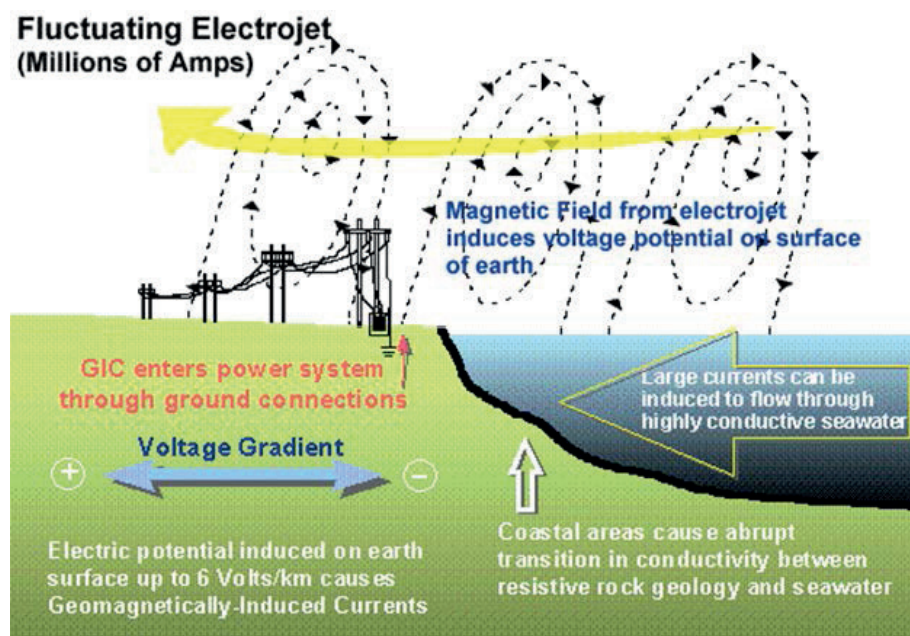 Fluctuating Electrojet
(Millions of Amps)
Magnetic Field from electrojet
induces voltage potential on surface
of earth
GIC enters power system
through ground connections
Large currents can be
induced to flow through
highly conductive seawater
Voltage Gradient
+
−
Coastal areas cause abrupt
transition in conductivity between
resistive rock geology and seawater
Electric potential induced on earth
surface up to 6 Volts/km causes
Geomagnetically-Induced Currents